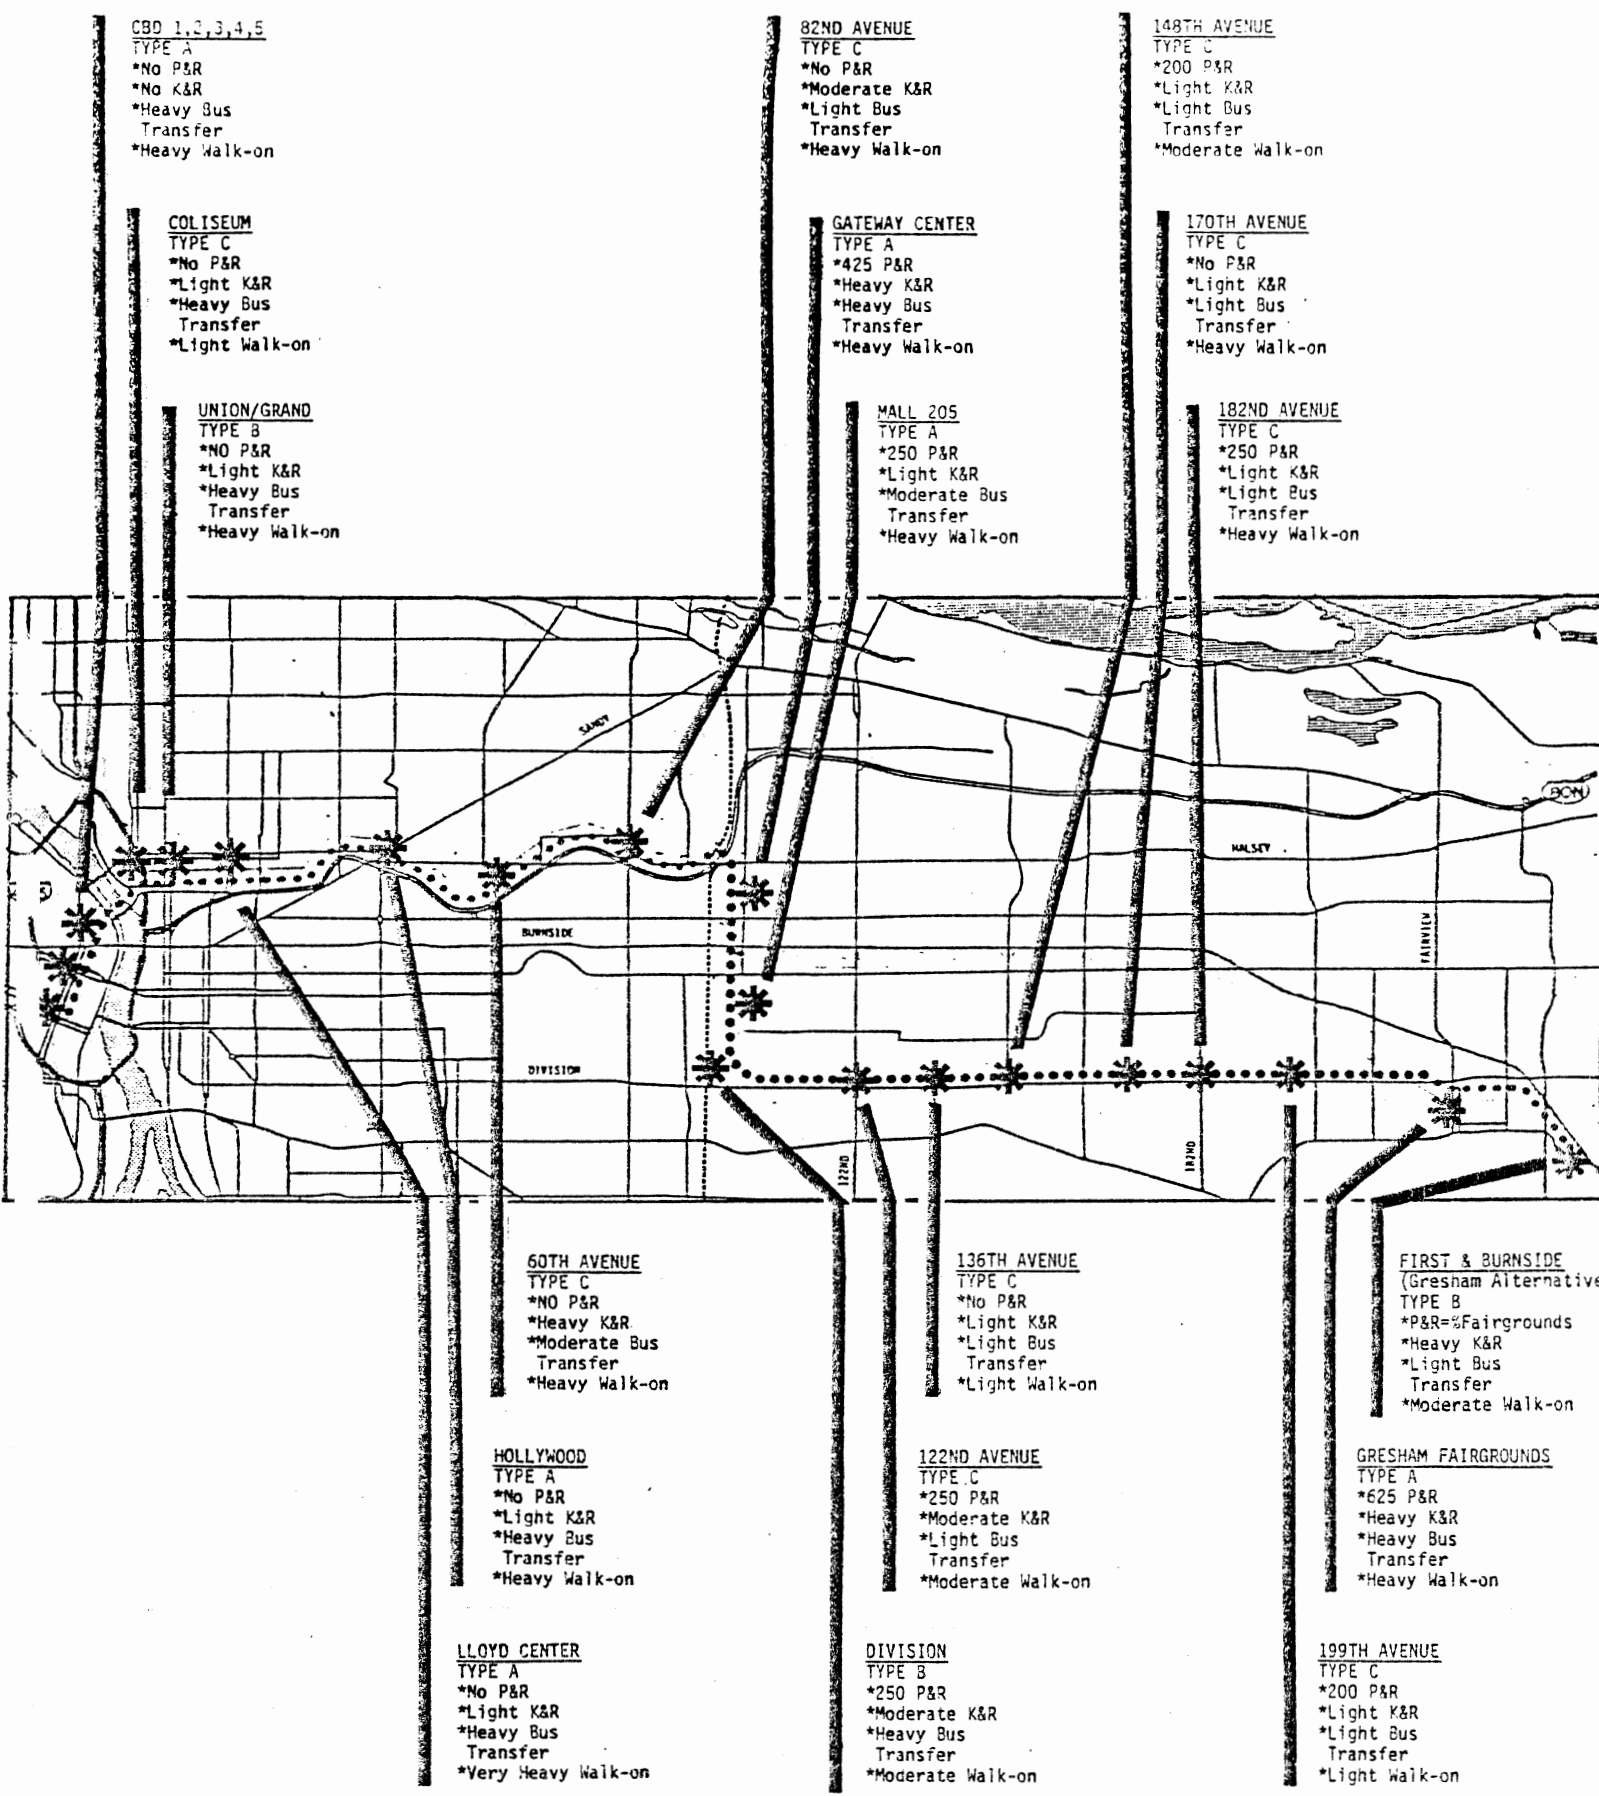 CBD 1,2,3,4,5
TYPE A
*No P&R
*No K&R
*Heavy Bus
Transfer
*Heavy Walk-on
82ND AVENUE
TYPE C
*No P&R
*Moderate K&R
*Light Bus
Transfer
*Heavy Walk-on
148TH AVENUE
TYPE C
*200 P&R
*Light K&R
*Light Bus
Transfer
*Moderate Walk-on
COLISEUM
TYPE C
*No P&R
*Light K&R
*Heavy Bus
Transfer
*Light Walk-on
GATEWAY CENTER
TYPE A
*425 P&R
*Heavy K&R
*Heavy Bus
Transfer
*Heavy Walk-on
170TH AVENUE
TYPE C
*No P&R
*Light K&R
*Light Bus
Transfer
*Heavy Walk-on
UNION/GRAND
TYPE B
*NO P&R
*Light K&R
*Heavy Bus
Transfer
*Heavy Walk-on
MALL 205
TYPE A
*250 P&R
*Light K&R
*Moderate Bus
Transfer
*Heavy Walk-on
182ND AVENUE
TYPE C
*250 P&R
*Light K&R
*Light Bus
Transfer
*Heavy Walk-on
SANDY
HALSEY
BURNSIDE
FAIRVIEW
DIVISION
122ND
182ND
60TH AVENUE
TYPE C
*NO P&R
*Heavy K&R
*Moderate Bus
Transfer
*Heavy Walk-on
136TH AVENUE
TYPE C
*No P&R
*Light K&R
*Light Bus
Transfer
*Light Walk-on
FIRST & BURNSIDE
(Gresham Alternative
TYPE B
*P&R=%Fairgrounds
*Heavy K&R
*Light Bus
Transfer
*Moderate Walk-on
HOLLYWOOD
TYPE A
*No P&R
*Light K&R
*Heavy Bus
Transfer
*Heavy Walk-on
122ND AVENUE
TYPE C
*250 P&R
*Moderate K&R
*Light Bus
Transfer
*Moderate Walk-on
GRESHAM FAIRGROUNDS
TYPE A
*625 P&R
*Heavy K&R
*Heavy Bus
Transfer
*Heavy Walk-on
LLOYD CENTER
TYPE A
*No P&R
*Light K&R
*Heavy Bus
Transfer
*Very Heavy Walk-on
DIVISION
TYPE B
*250 P&R
*Moderate K&R
*Heavy Bus
Transfer
*Moderate Walk-on
199TH AVENUE
TYPE C
*200 P&R
*Light K&R
*Light Bus
Transfer
*Light Walk-on